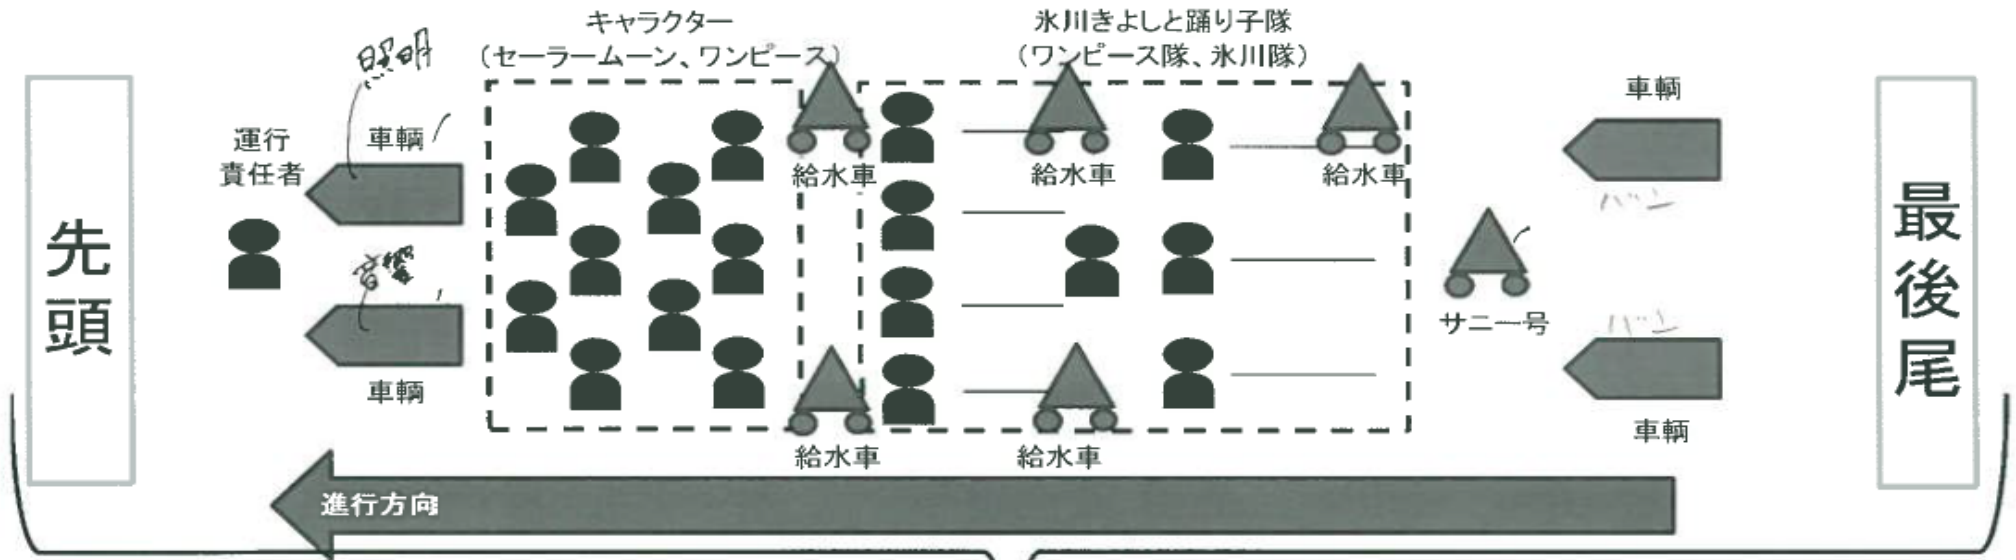 キャラクター
（セーラームーン、ワンピース）
氷川きよしと踊り子隊
（ワンピース隊、氷川隊）
照明
先頭
運行
責任者
車輌
音響
車輌
給水車
給水車
給水車
給水車
給水車
サニー号
車輌
バン
バン
車輌
最後尾
進行方向